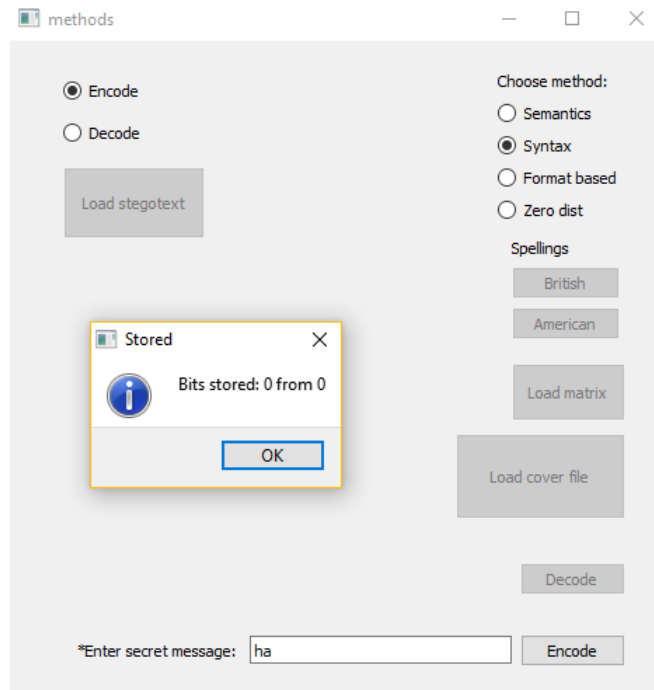 methods
Encode
Decode
Load stegotext
Choose method:
Semantics
Syntax
Format based
Zero dist
Spellings
British
American
Load matrix
Load cover file
Decode
Stored
Bits stored: 0 from 0
OK
*Enter secret message: ha Encode